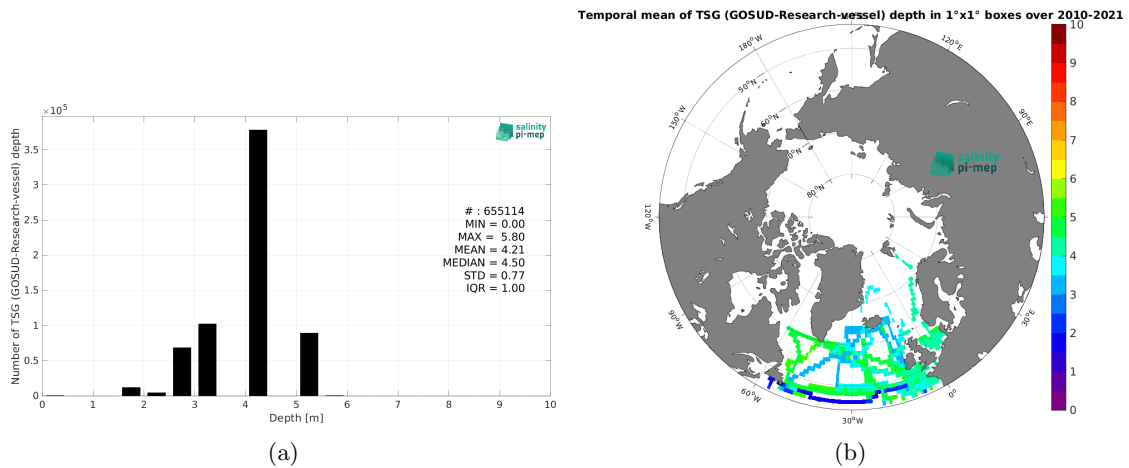 ×10⁵
3.5
3
2.5
2
1.5
1
0.5
0
Number of TSG (GOSUD-Research-vessel) depth
salinity
pi-mep
# : 655114
MIN = 0.00
MAX = 5.80
MEAN = 4.21
MEDIAN = 4.50
STD = 0.77
IQR = 1.00
0 1 2 3 4 5 6 7 8 9 10
Depth [m]
(a)
Temporal mean of TSG (GOSUD-Research-vessel) depth in 1°x1° boxes over 2010-2021
180°W
150°W
120°W
90°W
60°W
30°W
0°
30°E
90°E
120°E
50°N
60°N
0°N
80°N
salinity
pi-mep
10
9
8
7
6
5
4
3
2
1
0
(b)